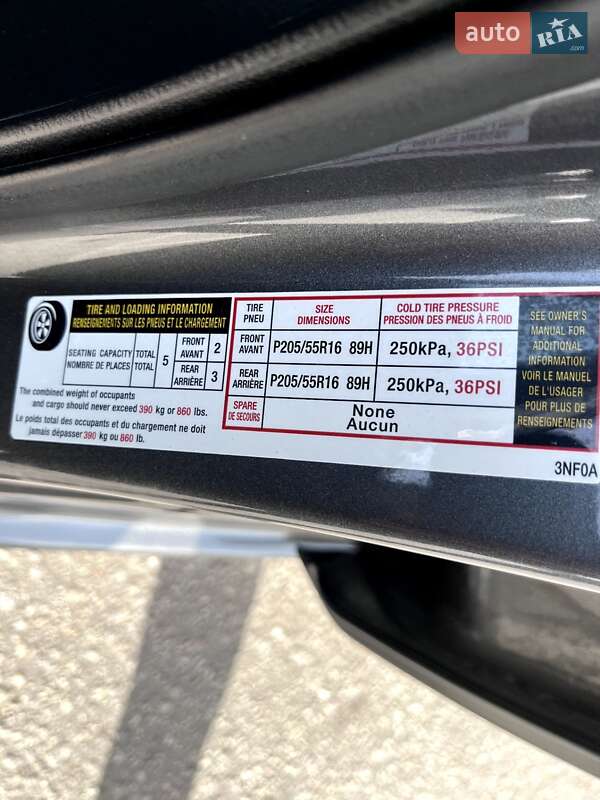 auto RIA.com
TIRE AND LOADING INFORMATION
RENSEIGNEMENTS SUR LES PNEUS ET LE CHARGEMENT
SEATING CAPACITY TOTAL 5 FRONT 2
NOMBRE DE PLACES TOTAL AVANT
REAR 3
ARRIÈRE
The combined weight of occupants
and cargo should never exceed 390 kg or 860 lbs.
Le poids total des occupants et du chargement ne doit
jamais dépasser 390 kg ou 860 lb.
TIRE SIZE COLD TIRE PRESSURE
PNEU DIMENSIONS PRESSION DES PNEUS À FROID
FRONT P205/55R16 89H 250kPa, 36PSI
AVANT
REAR P205/55R16 89H 250kPa, 36PSI
ARRIÈRE
SPARE None
DE SECOURS Aucun
SEE OWNER'S
MANUAL FOR
ADDITIONAL
INFORMATION
VOIR LE MANUEL
DE L'USAGER
POUR PLUS DE
RENSEIGNEMENTS
3NF0A